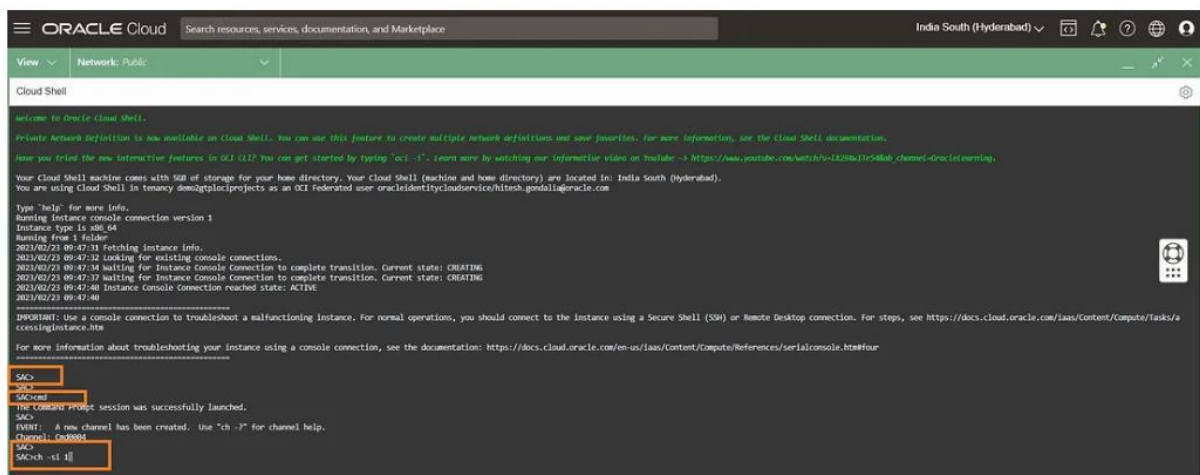 ORACLE Cloud Search resources, services, documentation, and Marketplace India South (Hyderabad)
View Network: Public
Cloud Shell
Welcome to Oracle Cloud Shell.
Private Network Definition is now available on Cloud Shell. You can use this feature to create multiple network definitions and save favorites. For more information, see the Cloud Shell documentation.
Have you tried the new interactive features in OCI CLI? You can get started by typing `oci -i`. Learn more by watching our informative video on YouTube ->
Your Cloud Shell machine comes with 5GB of storage for your home directory. Your Cloud Shell (machine and home directory) are located in: India South (Hyderabad).
You are using Cloud Shell in tenancy demo2gtplociprojects as an OCI Federated user oracleidentitycloudservice/hitesh.gondalia@oracle.com
Type `help` for more info.
Running instance console connection version 1
Instance type is x86_64
Running from 1 folder
2023/02/23 09:47:31 Fetching instance info.
2023/02/23 09:47:32 Looking for existing console connections.
2023/02/23 09:47:34 Waiting for Instance Console Connection to complete transition. Current state: CREATING
2023/02/23 09:47:37 Waiting for Instance Console Connection to complete transition. Current state: CREATING
2023/02/23 09:47:40 Instance Console Connection reached state: ACTIVE
2023/02/23 09:47:40
=================================================
IMPORTANT: Use a console connection to troubleshoot a malfunctioning instance. For normal operations, you should connect to the instance using a Secure Shell (SSH) or Remote Desktop connection. For steps, see https://docs.cloud.oracle.com/iaas/Content/Compute/Tasks/a
ccessinginstance.htm
For more information about troubleshooting your instance using a console connection, see the documentation: https://docs.cloud.oracle.com/en-us/iaas/Content/Compute/References/serialconsole.htm#four
=================================================
SAC>
SAC>
SAC>cmd
The Command Prompt session was successfully launched.
SAC>
EVENT: A new channel has been created. Use "ch -?" for channel help.
Channel: Cmd0004
SAC>
SAC>ch -si 1